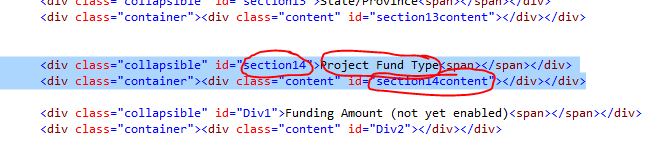 <div class="collapsible" id="section13">State/Province<span></span></div>
<div class="container"><div class="content" id="section13content"></div></div>
<div class="collapsible" id="section14">Project Fund Type<span></span></div>
<div class="container"><div class="content" id="section14content"></div></div>
<div class="collapsible" id="Div1">Funding Amount (not yet enabled)<span></span></div>
<div class="container"><div class="content" id="Div2"></div></div>